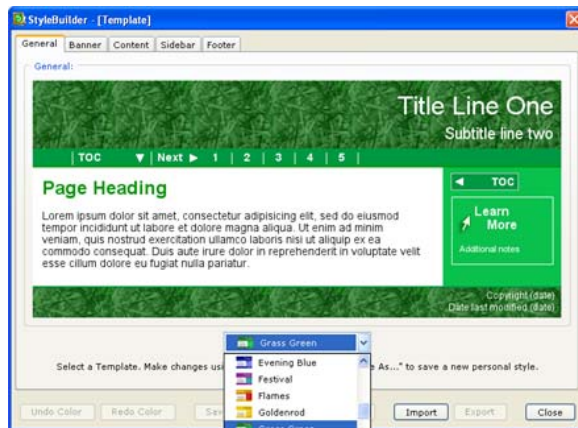 StyleBuilder - [Template]
General Banner Content Sidebar Footer
General:
Title Line One
Subtitle line two
TOC ▼ Next ▶ 1 2 3 4 5
Page Heading
Lorem ipsum dolor sit amet, consectetur adipisicing elit, sed do eiusmod
tempor incididunt ut labore et dolore magna aliqua. Ut enim ad minim
veniam, quis nostrud exercitation ullamco laboris nisi ut aliquip ex ea
commodo consequat. Duis aute irure dolor in reprehenderit in voluptate velit
esse cillum dolore eu fugiat nulla pariatur.
◀ TOC
Learn
More
Additional notes
Copyright (date)
Date last modified (date)
Grass Green
Select a Template. Make changes usi
e As..." to save a new personal style.
Evening Blue
Festival
Flames
Goldenrod
Grass Green
Undo Color Redo Color Sav Import Export Close